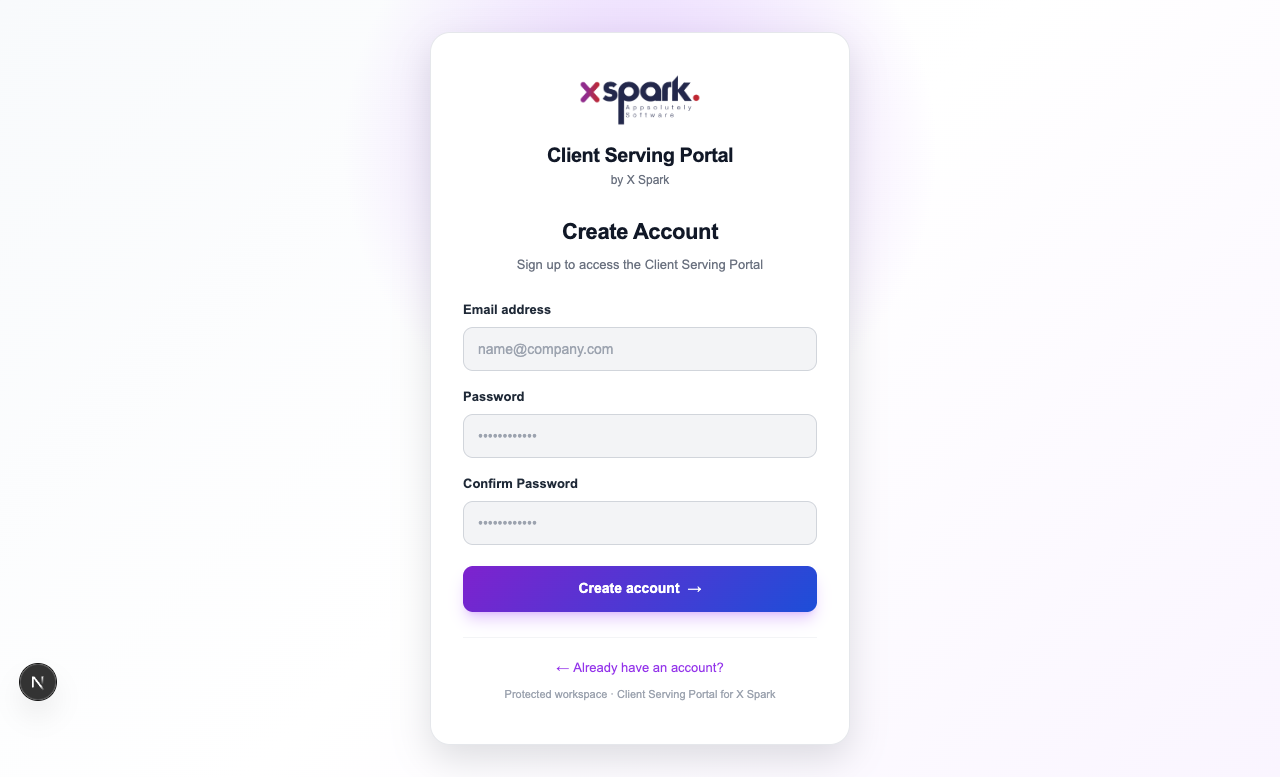 xspark.
Appsolutely
Software
Client Serving Portal
by X Spark
Create Account
Sign up to access the Client Serving Portal
Email address
name@company.com
Password
••••••••••••
Confirm Password
••••••••••••
Create account →
← Already have an account?
Protected workspace · Client Serving Portal for X Spark
N